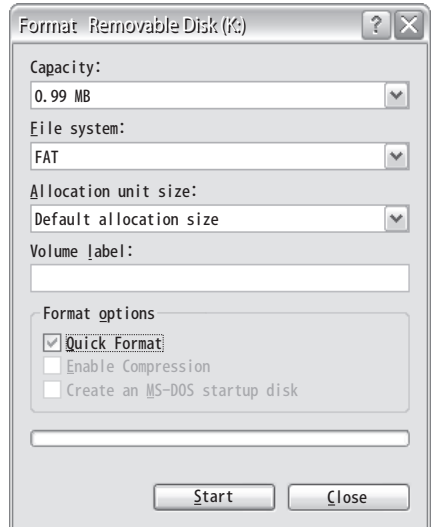 Format Removable Disk (K:)
?
Capacity:
0.99 MB
File system:
FAT
Allocation unit size:
Default allocation size
Volume label:
Format options
Quick Format
Enable Compression
Create an MS-DOS startup disk
Start Close